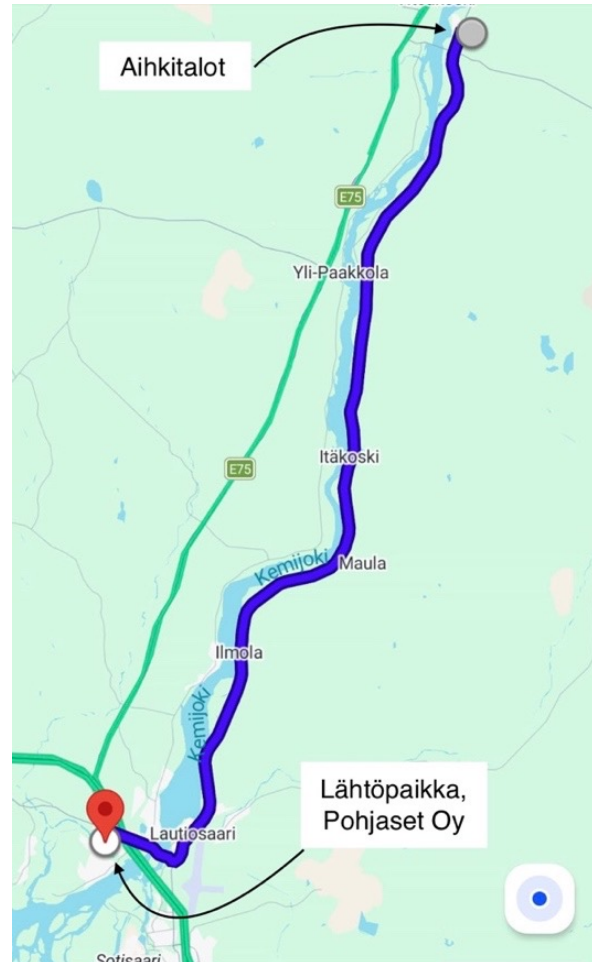 Aihkitalot
E75
Yli-Paakkola
Itäkoski
E75
Kemijoki
Maula
Ilmola
Kemijoki
Lähtöpaikka,
Pohjaset Oy
Lautiosaari
Sotisaari